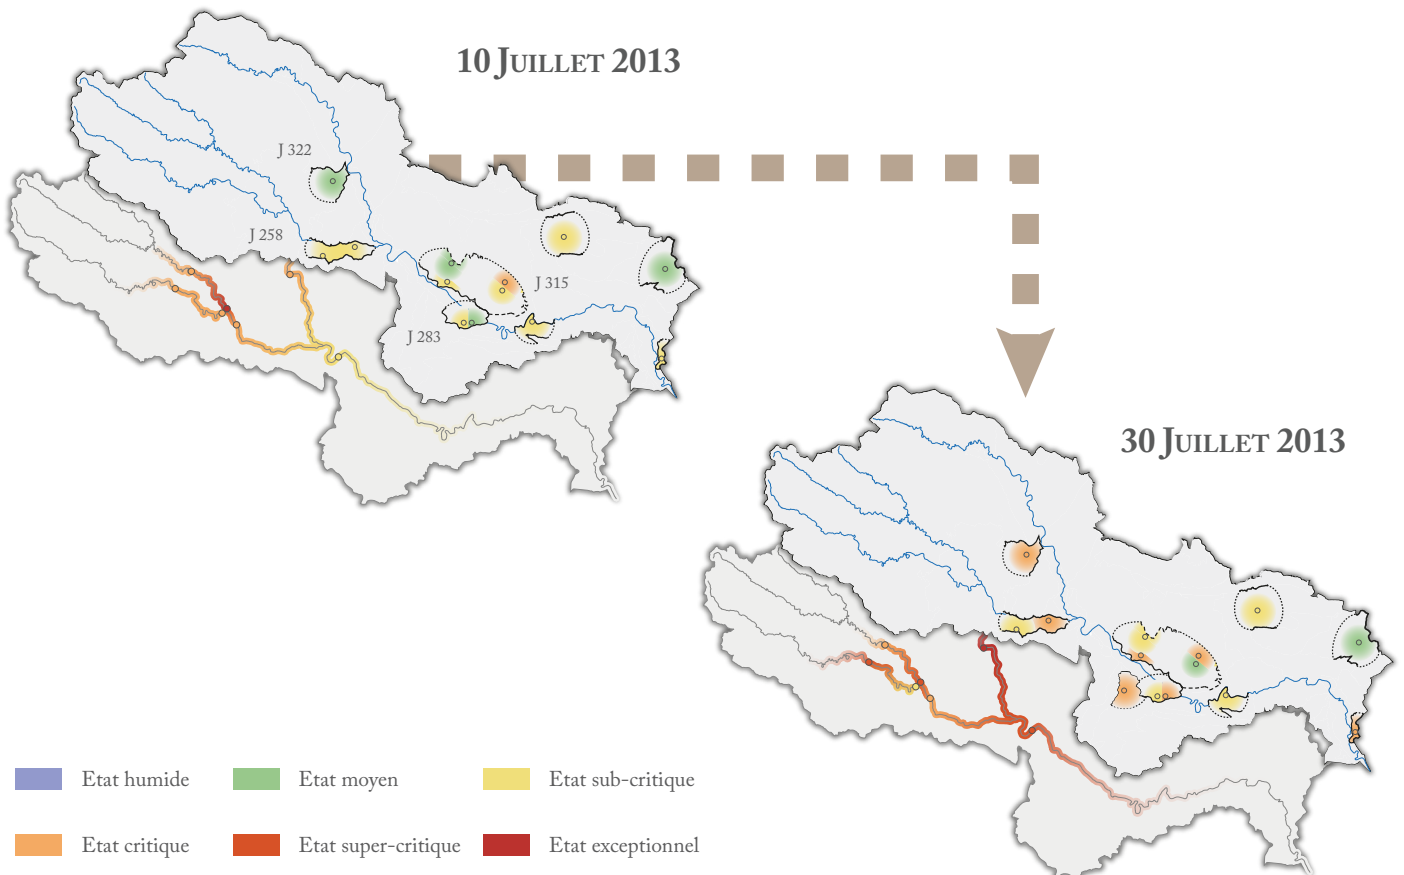 10 Juillet 2013
J 322
J 258
J 315
J 283
30 Juillet 2013
Etat humide
Etat moyen
Etat sub-critique
Etat critique
Etat super-critique
Etat exceptionnel